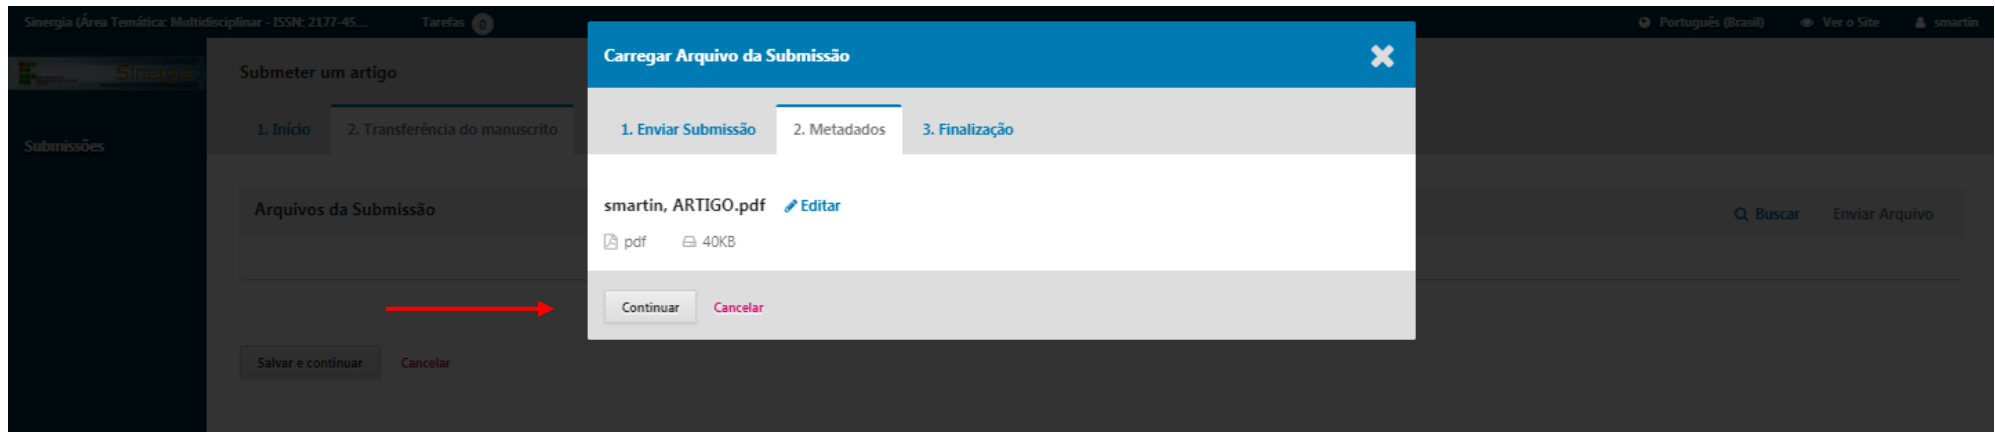 Sinergia (Área Temática: Multidisciplinar - ISSN: 2177-45... Tarefas 0 Português (Brasil) Ver o Site smartin
Carregar Arquivo da Submissão
Sinergia
Submeter um artigo
1. Início 2. Transferência do manuscrito
1. Enviar Submissão 2. Metadados 3. Finalização
Submissões
smartin, ARTIGO.pdf Editar
Arquivos da Submissão Buscar Enviar Arquivo
pdf 40KB
Continuar Cancelar
Salvar e continuar Cancelar